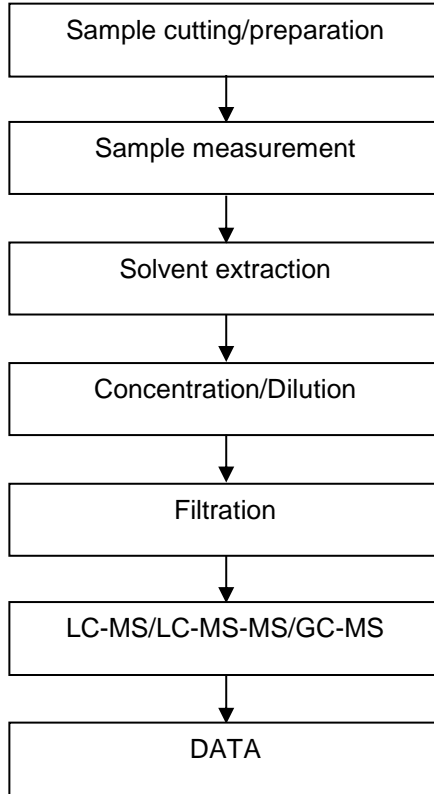 Sample cutting/preparation
Sample measurement
Solvent extraction
Concentration/Dilution
Filtration
LC-MS/LC-MS-MS/GC-MS
DATA